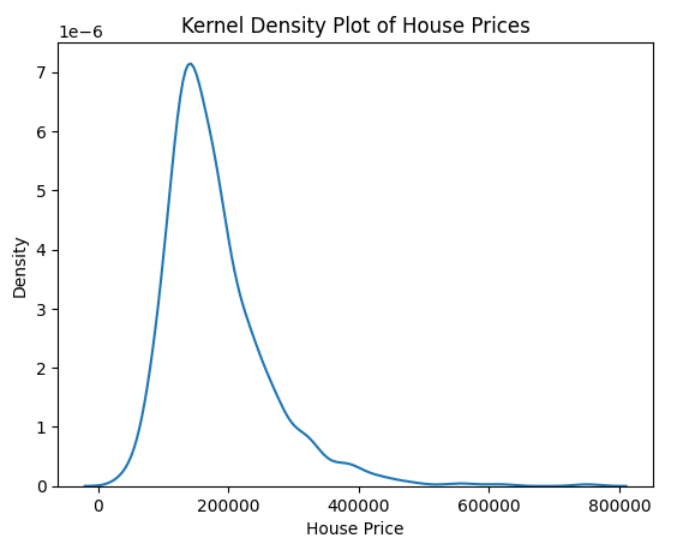 Kernel Density Plot of House Prices
1e−6
7
6
5
4
3
2
1
0
Density
0 200000 400000 600000 800000
House Price